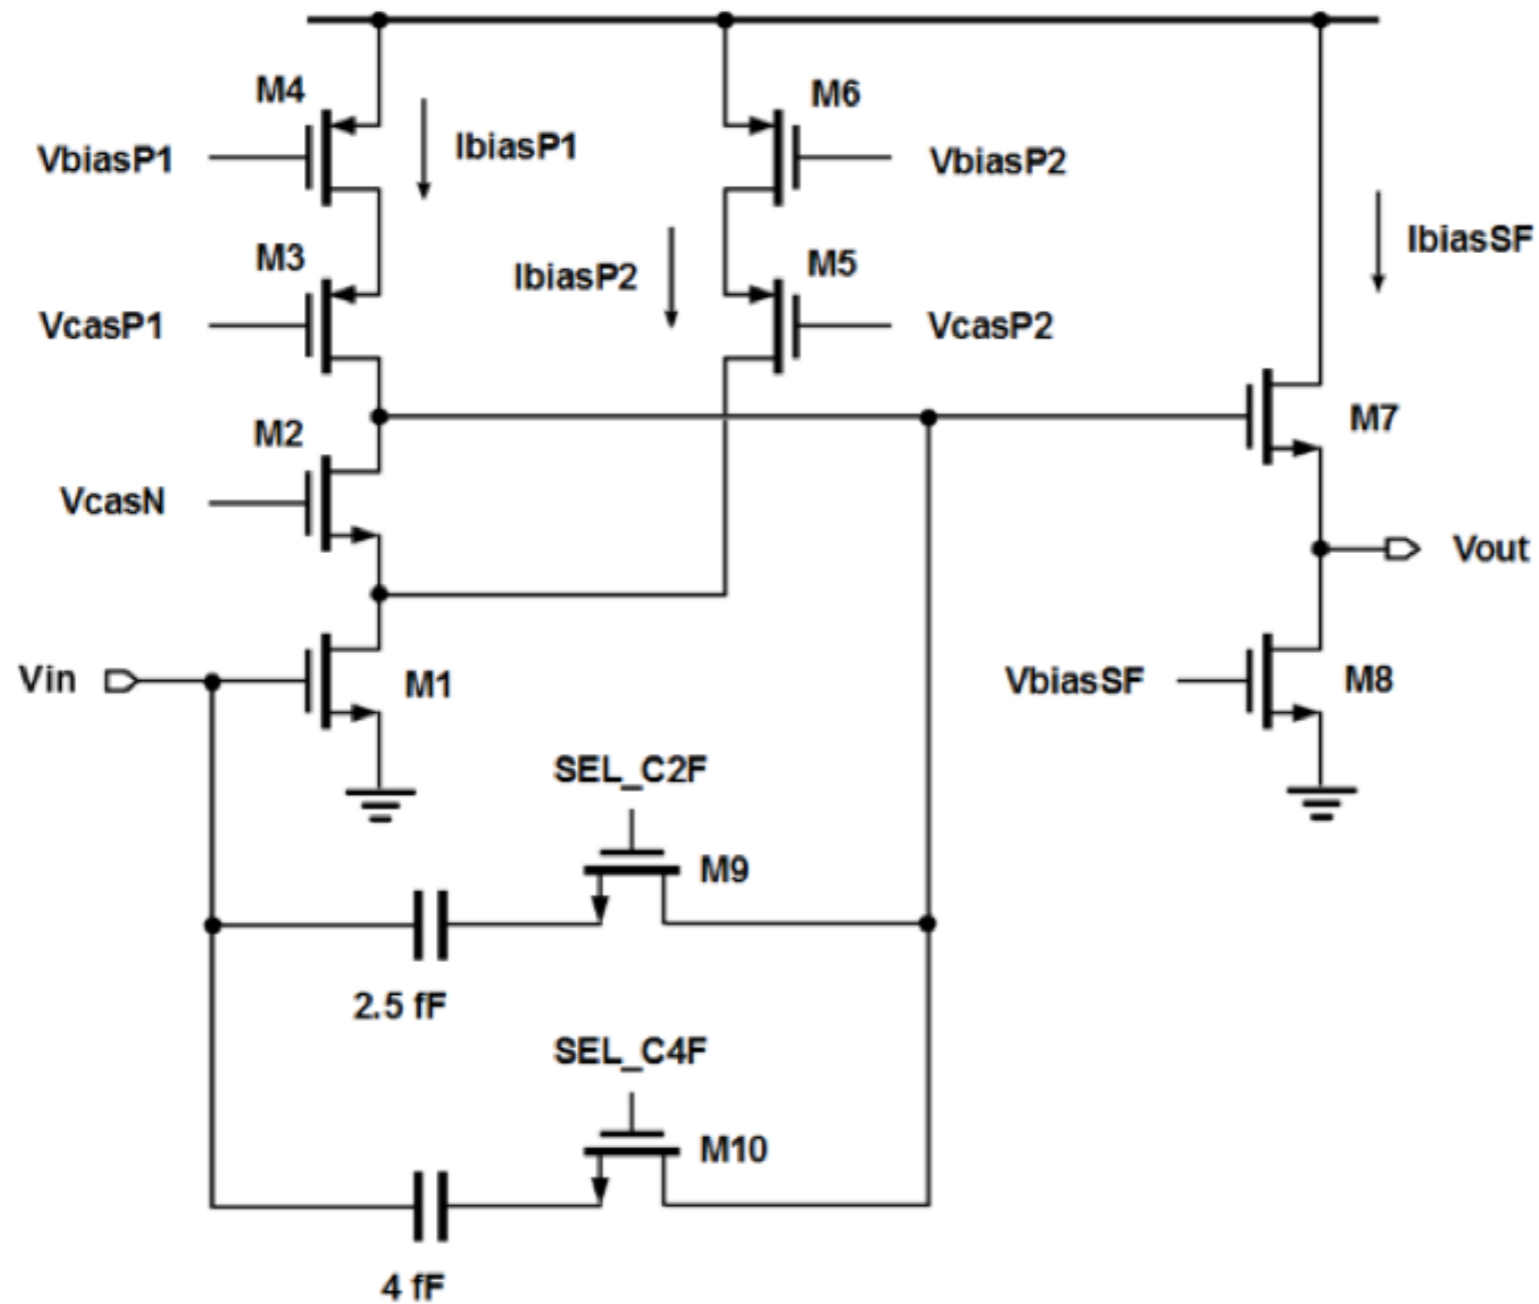 M4
M6
IbiasP1
VbiasP1
VbiasP2
IbiasSF
M3
M5
IbiasP2
VcasP1
VcasP2
M7
M2
VcasN
Vout
Vin
M1
VbiasSF
M8
SEL_C2F
M9
2.5 fF
SEL_C4F
M10
4 fF